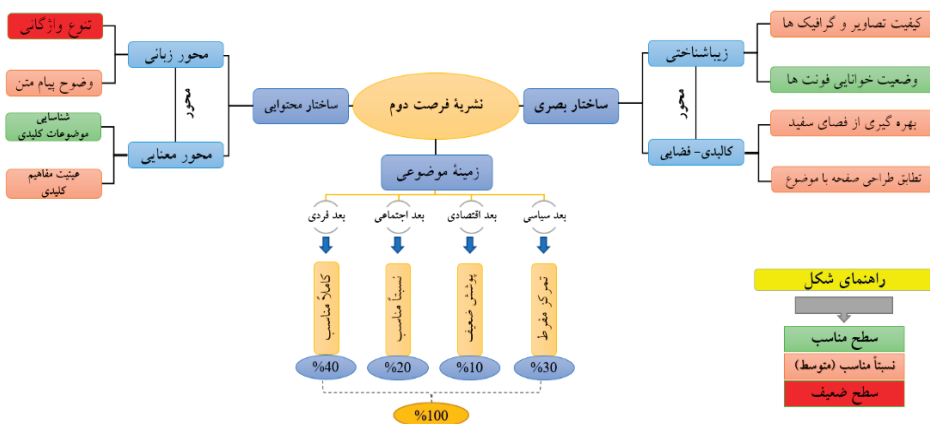 نشریۀ فرصت دوم
ساختار بصری
زیباشناختی
محور
کالبدی- فضایی
کیفیت تصاویر و گرافیک ها
وضعیت خوانایی فونت ها
بهره گیری از فضای سفید
تطابق طراحی صفحه با موضوع
ساختار محتوایی
محور زبانی
محور
محور معنایی
تنوع واژگانی
وضوح پیام متن
شناسایی
موضوعات کلیدی
عینیت مفاهیم
کلیدی
زمینۀ موضوعی
بعد سیاسی
بعد اقتصادی
بعد اجتماعی
بعد فردی
تمرکز مفرط
پوشش ضعیف
نسبتاً مناسب
کاملاً مناسب
%30
%10
%20
%40
%100
راهنمای شکل
سطح مناسب
نسبتاً مناسب (متوسط)
سطح ضعیف